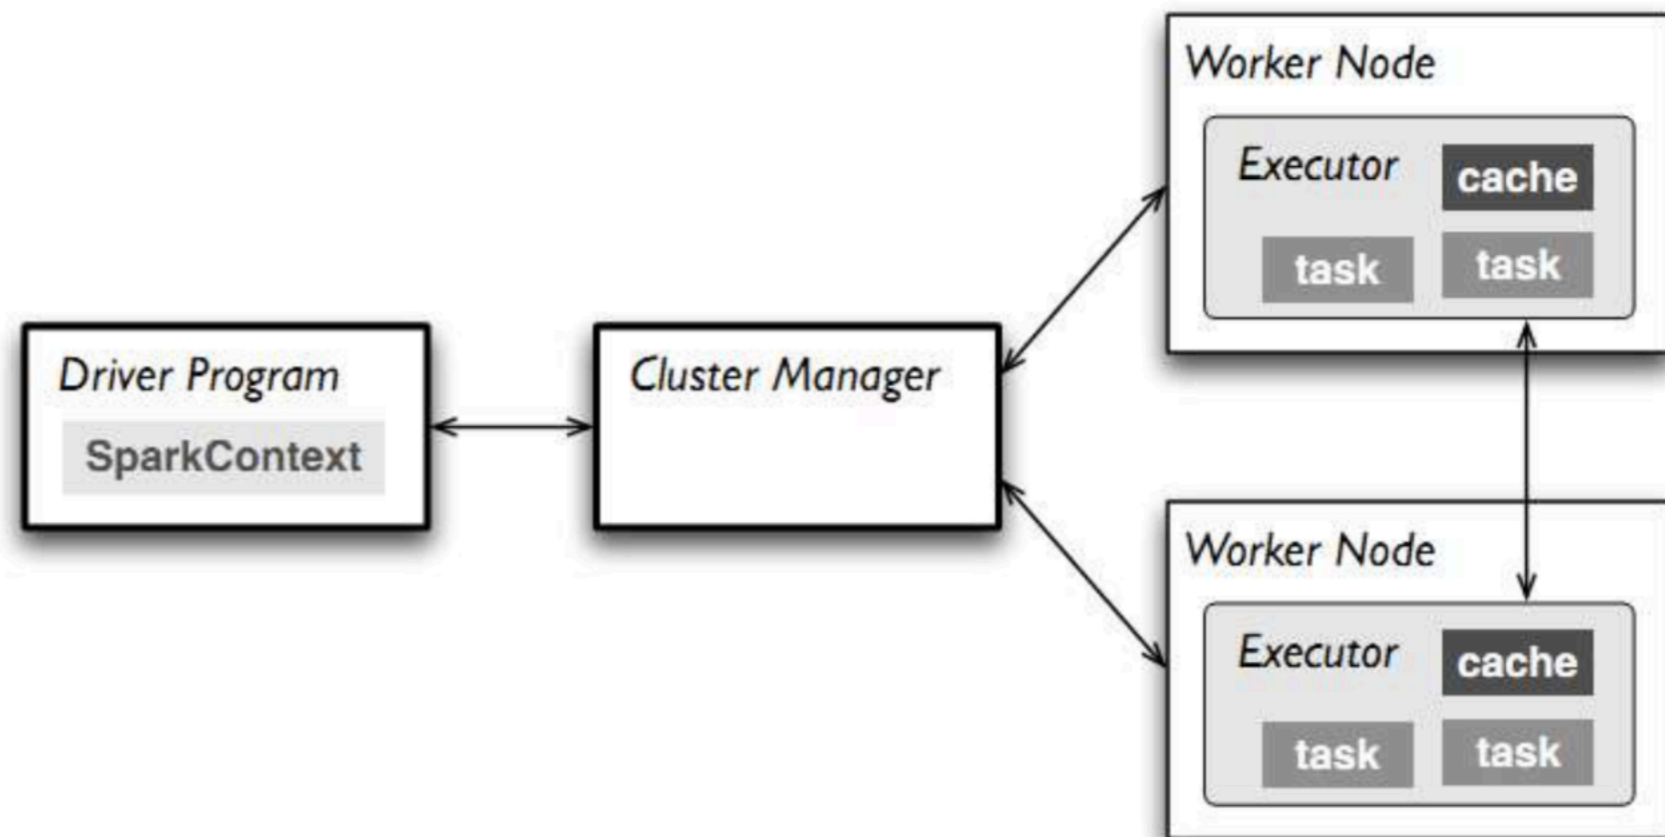 Driver Program
SparkContext
Cluster Manager
Worker Node
Executor
cache
task
task
Worker Node
Executor
cache
task
task